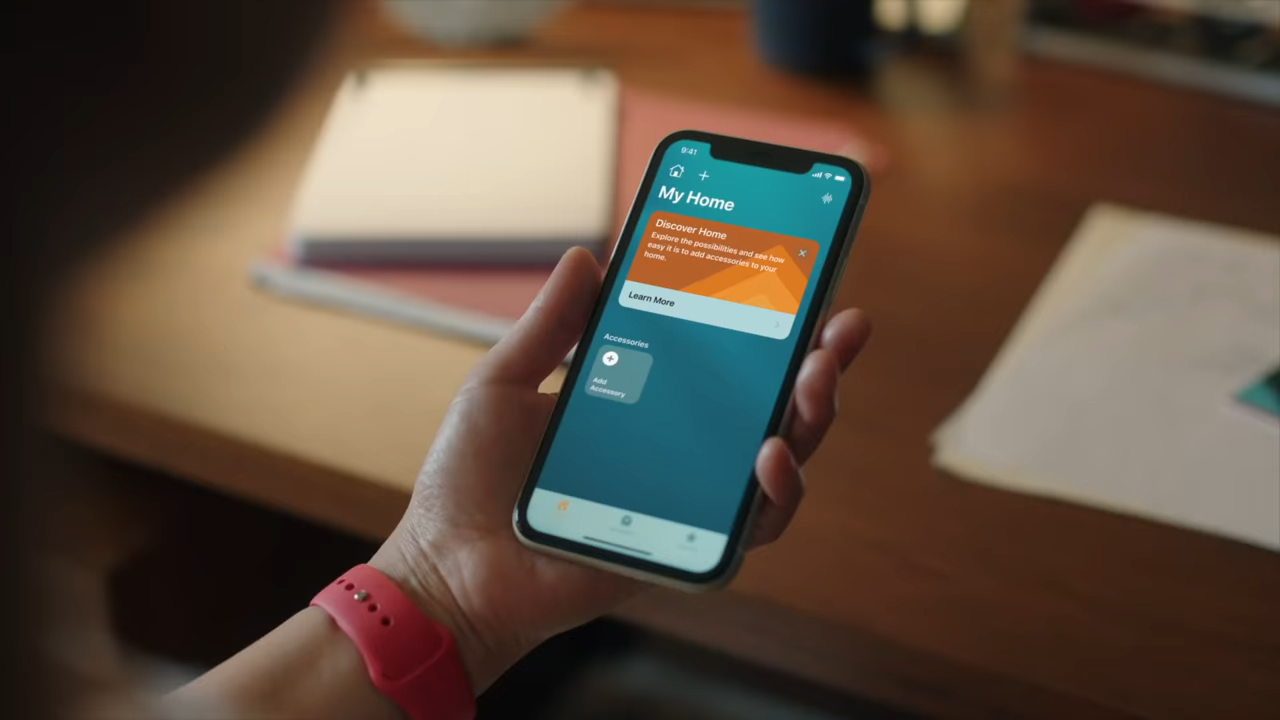 9:41
My Home
Discover Home
Explore the possibilities and see how
easy it is to add accessories to your
home.
Learn More
Accessories
Add
Accessory